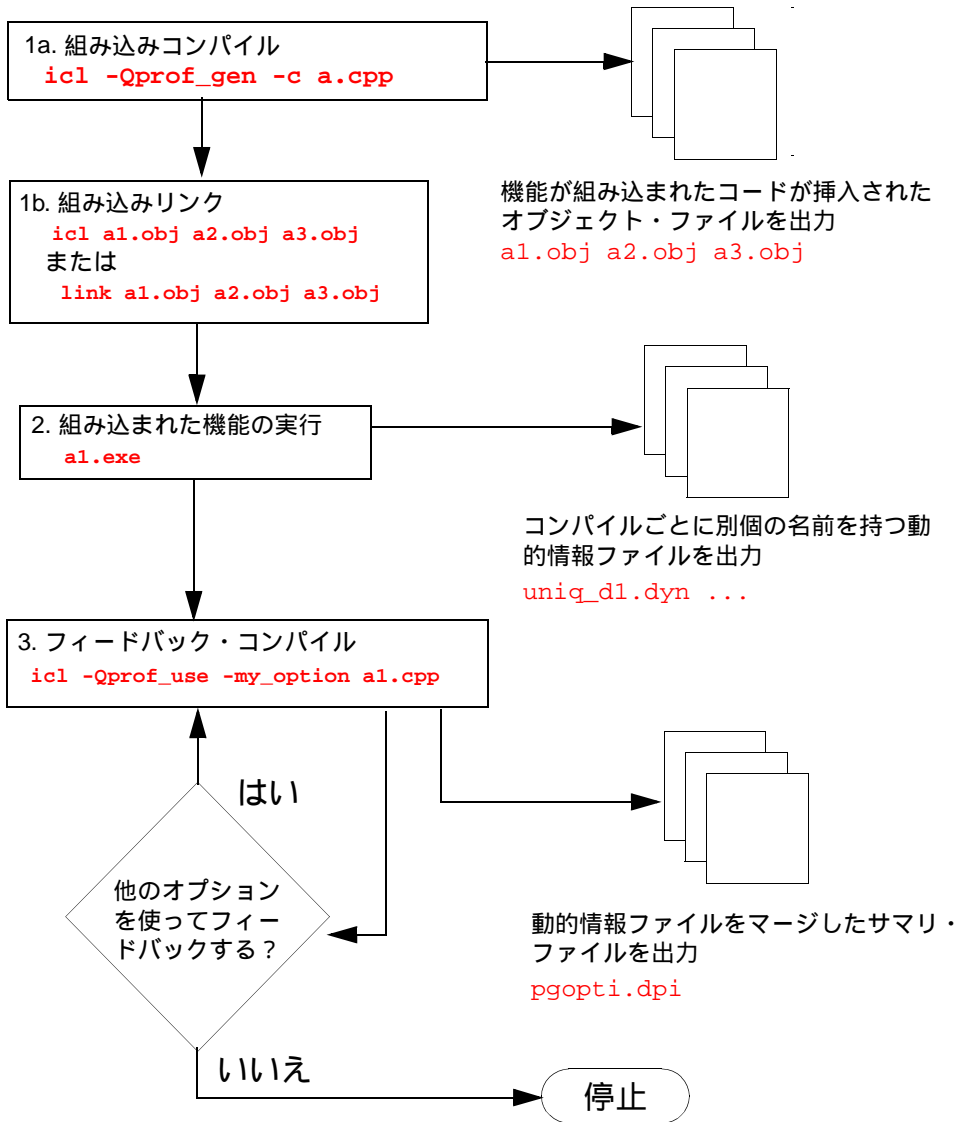 1a. 組み込みコンパイル
icl -Qprof_gen -c a.cpp
機能が組み込まれたコードが挿入された
オブジェクト・ファイルを出力
a1.obj a2.obj a3.obj
1b. 組み込みリンク
icl a1.obj a2.obj a3.obj
または
link a1.obj a2.obj a3.obj
2. 組み込まれた機能の実行
a1.exe
コンパイルごとに別個の名前を持つ動
的情報ファイルを出力
uniq_d1.dyn ...
3. フィードバック・コンパイル
icl -Qprof_use -my_option a1.cpp
はい
他のオプション
を使ってフィー
ドバックする？
動的情報ファイルをマージしたサマリ・
ファイルを出力
pgopti.dpi
いいえ
停止